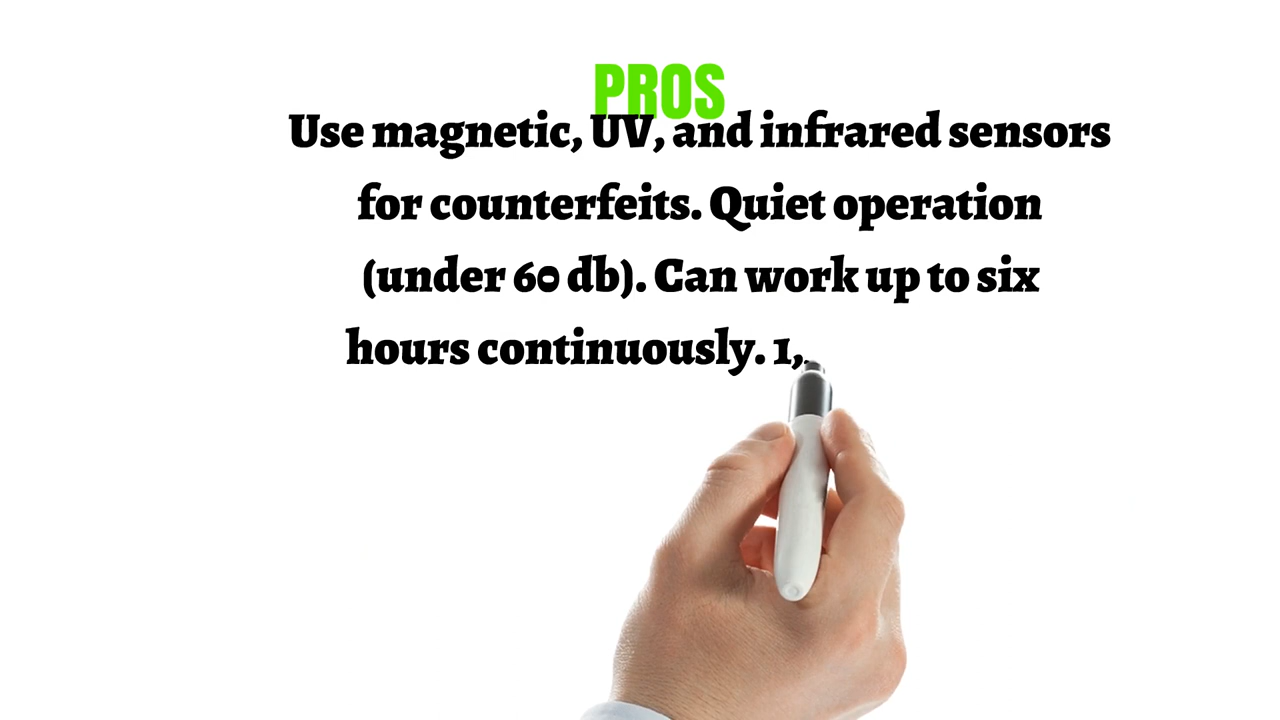 PROS
Use magnetic, UV, and infrared sensors
for counterfeits. Quiet operation
(under 60 db). Can work up to six
hours continuously. 1,